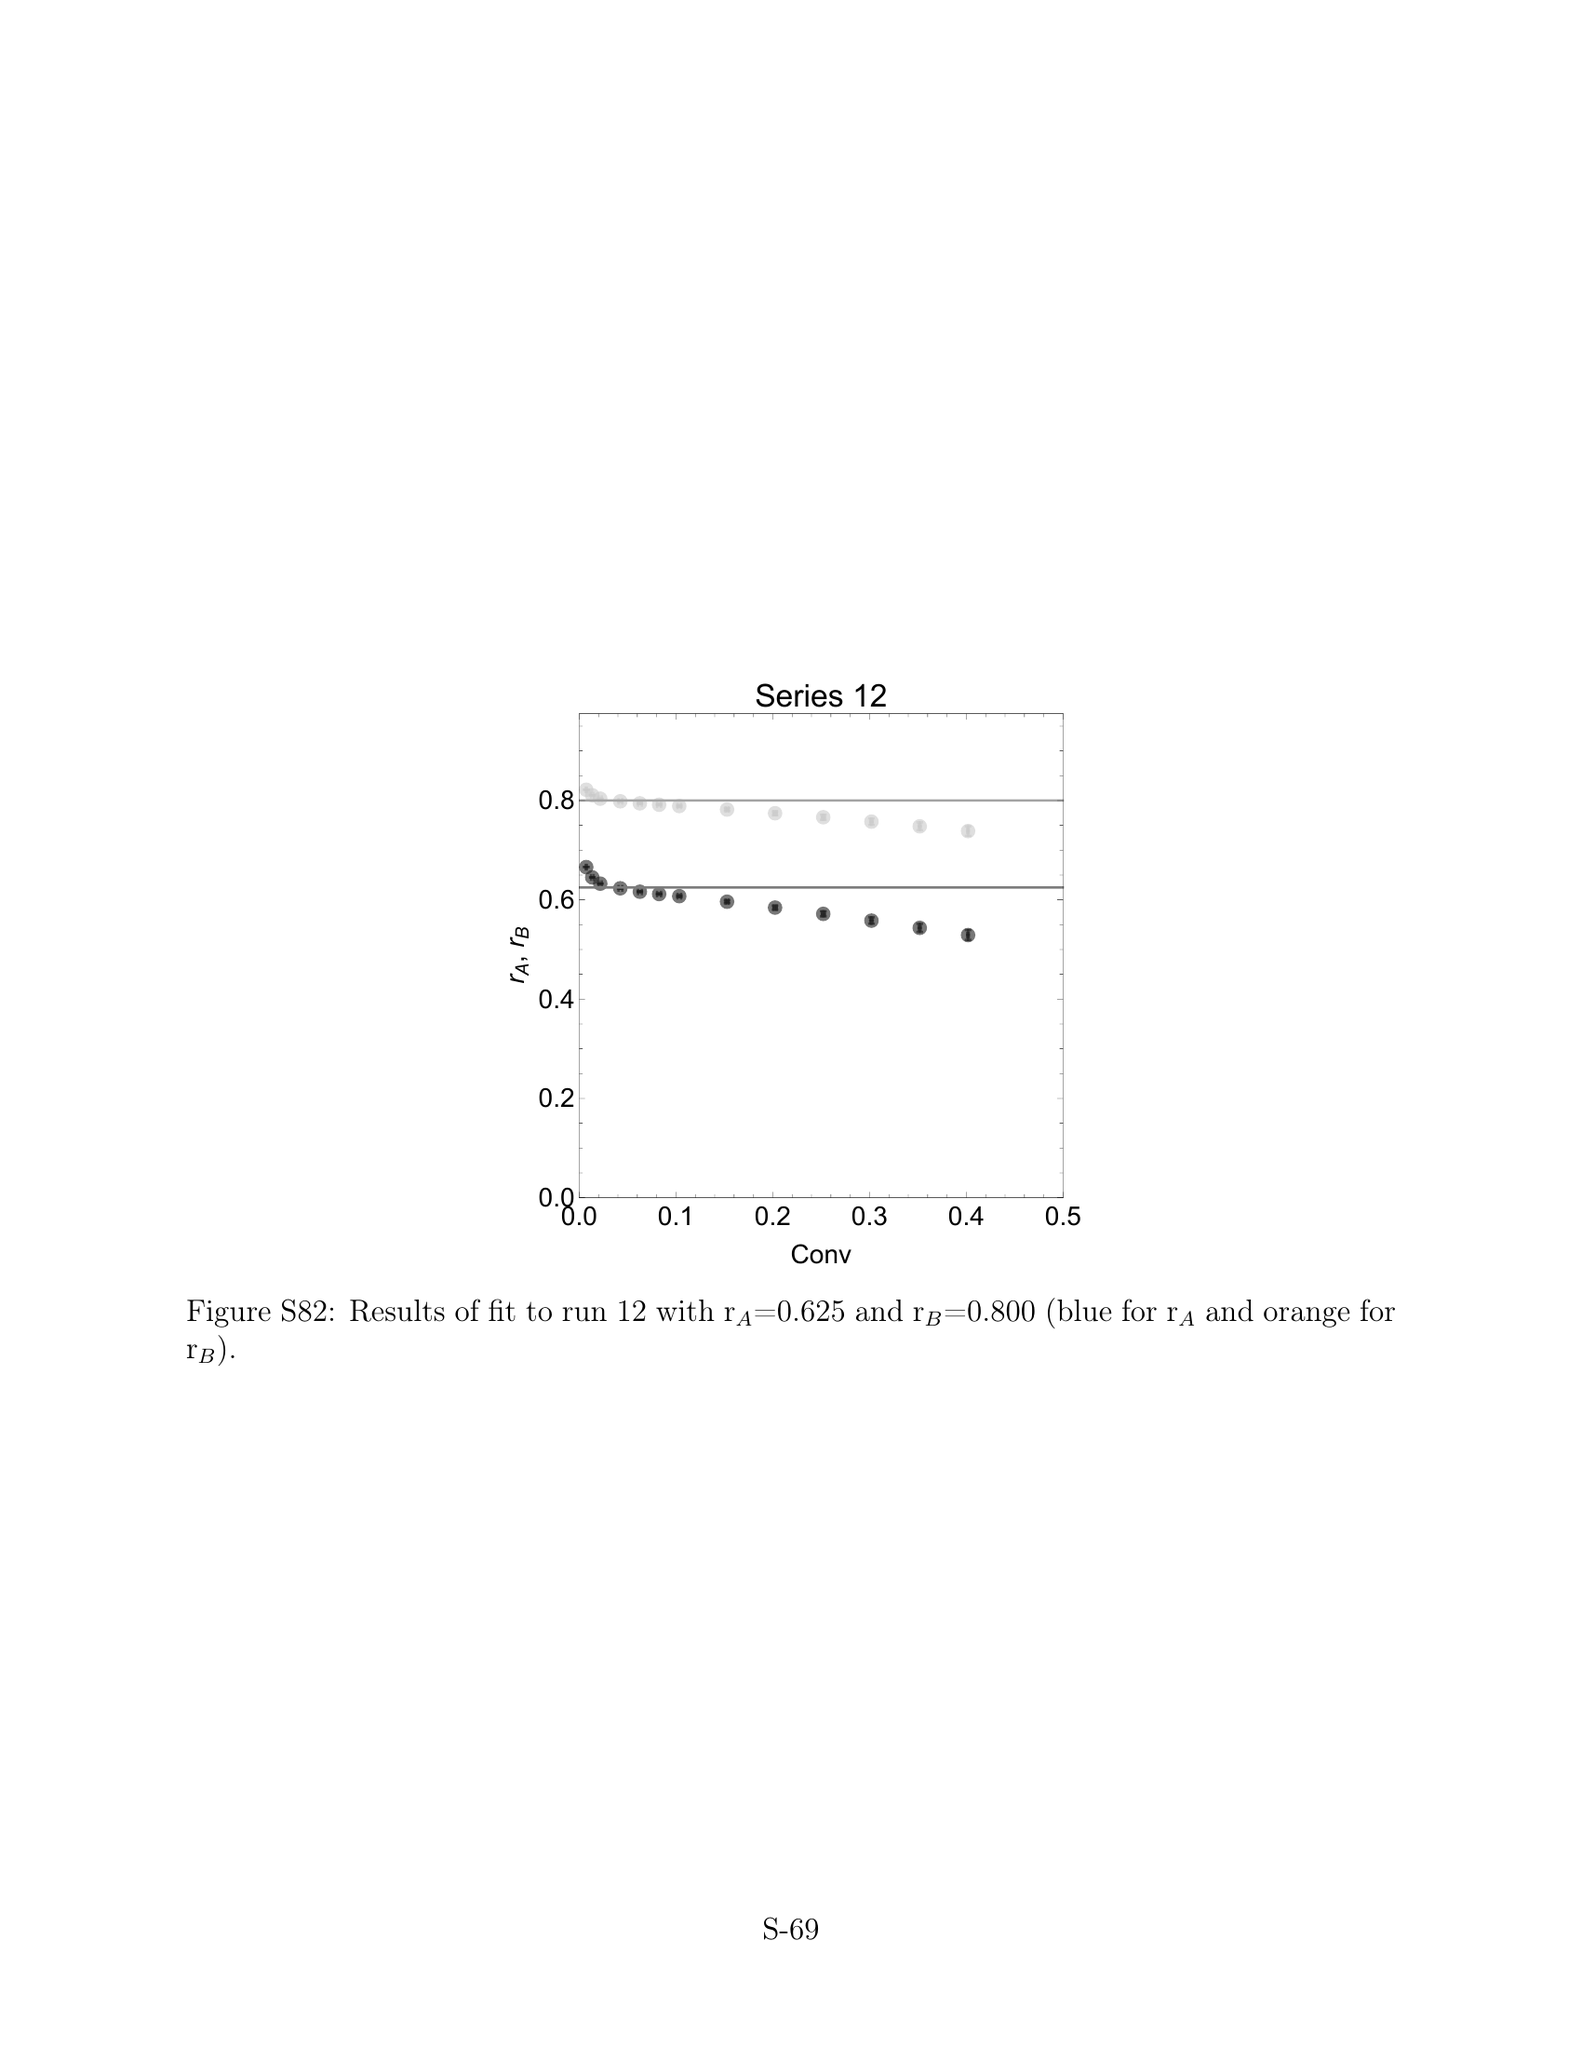 Series 12
0.8
0.6
0.4
0.2
0.0
r_A, r_B
0.0 0.1 0.2 0.3 0.4 0.5
Conv
Figure S82: Results of fit to run 12 with r_A=0.625 and r_B=0.800 (blue for r_A and orange for
r_B).
S-69